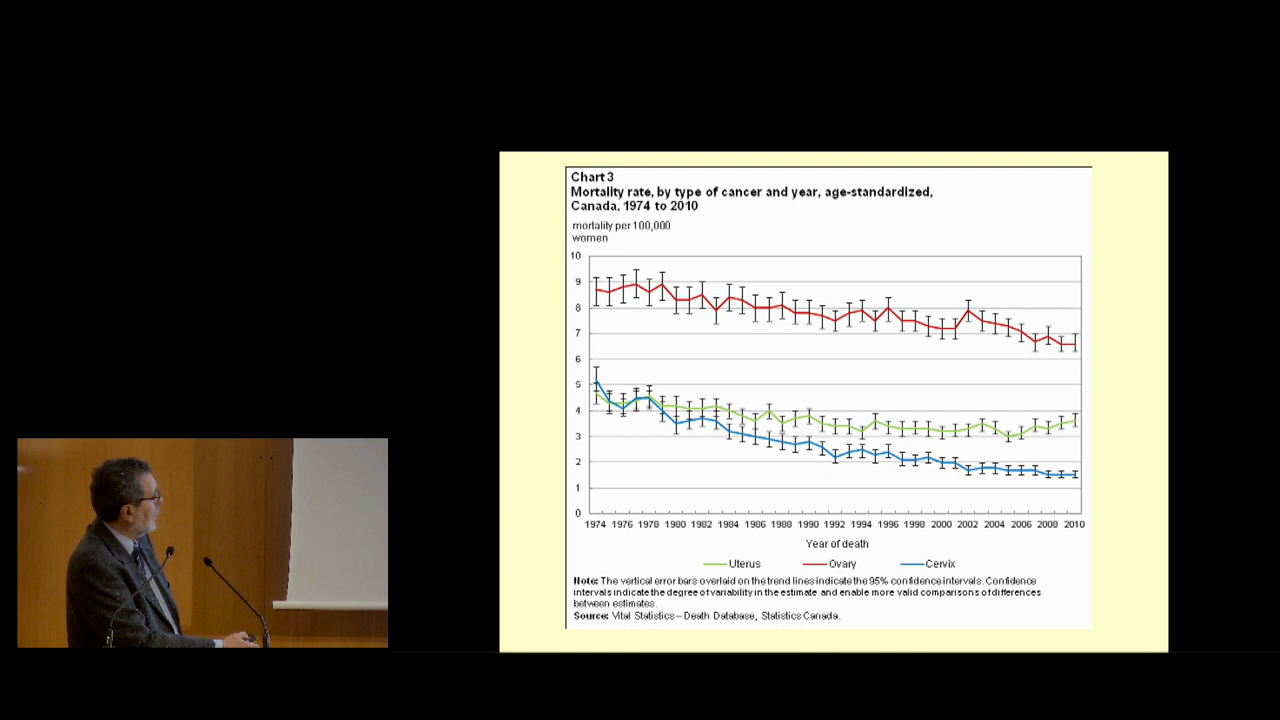 Chart 3
Mortality rate, by type of cancer and year, age-standardized,
Canada, 1974 to 2010
mortality per 100,000
women
10
9
8
7
6
5
4
3
2
1
0
1974 1976 1978 1980 1982 1984 1986 1988 1990 1992 1994 1996 1998 2000 2002 2004 2006 2008 2010
Year of death
Uterus Ovary Cervix
Note: The vertical error bars overlaid on the trend lines indicate the 95% confidence intervals. Confidence
intervals indicate the degree of variability in the estimate and enable more valid comparisons of differences
between estimates.
Source: Vital Statistics – Death Database, Statistics Canada.